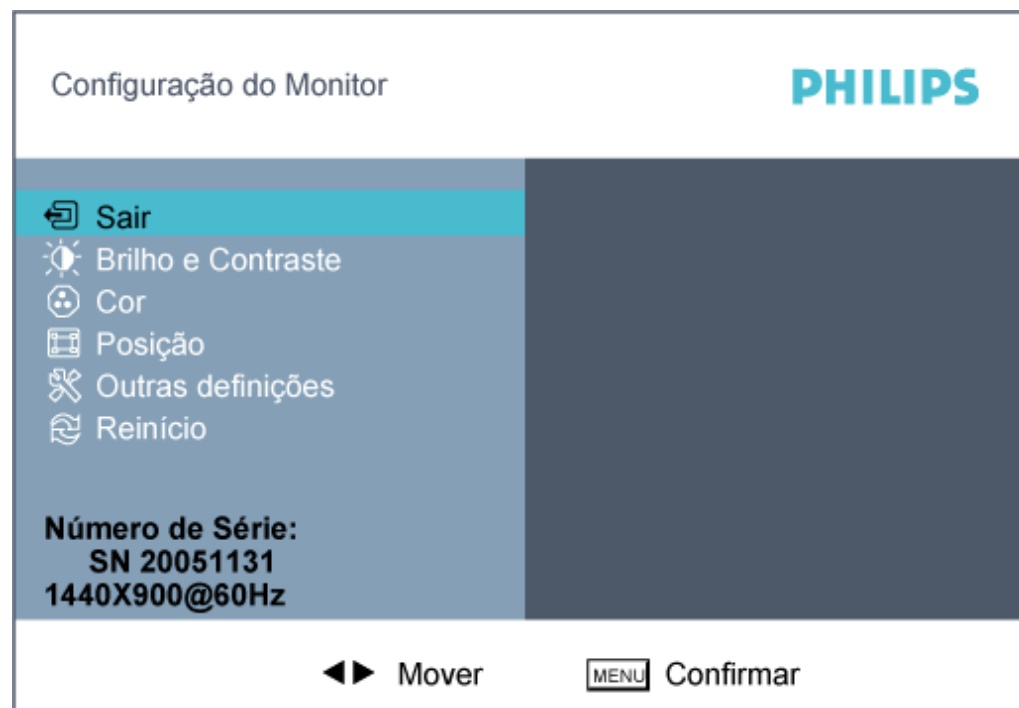 Configuração do Monitor
PHILIPS
Sair
Brilho e Contraste
Cor
Posição
Outras definições
Reinício
Número de Série:
SN 20051131
1440X900@60Hz
Mover
MENU Confirmar